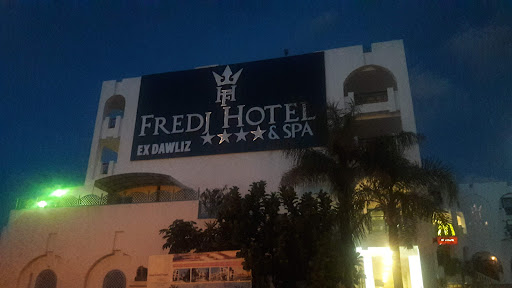 FH
FREDJ HOTEL
& SPA
EX DAWLIZ